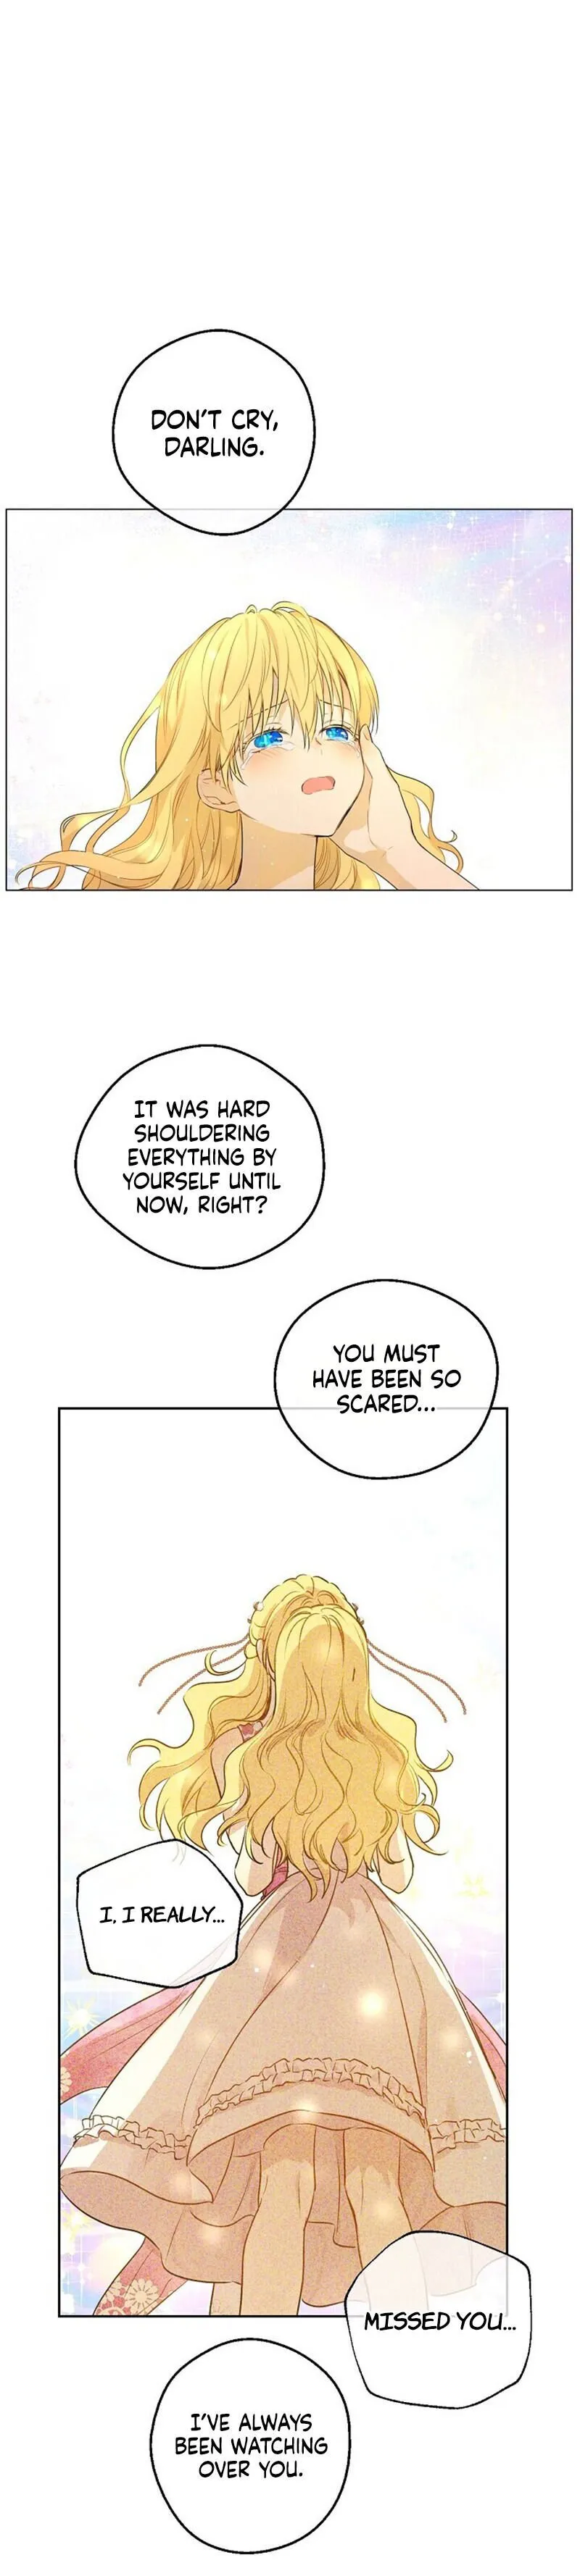 DON'T CRY,
DARLING.
IT WAS HARD
SHOULDERING
EVERYTHING BY
YOURSELF UNTIL
NOW, RIGHT?
YOU MUST
HAVE BEEN SO
SCARED...
I, I REALLY...
MISSED YOU...
I'VE ALWAYS
BEEN WATCHING
OVER YOU.